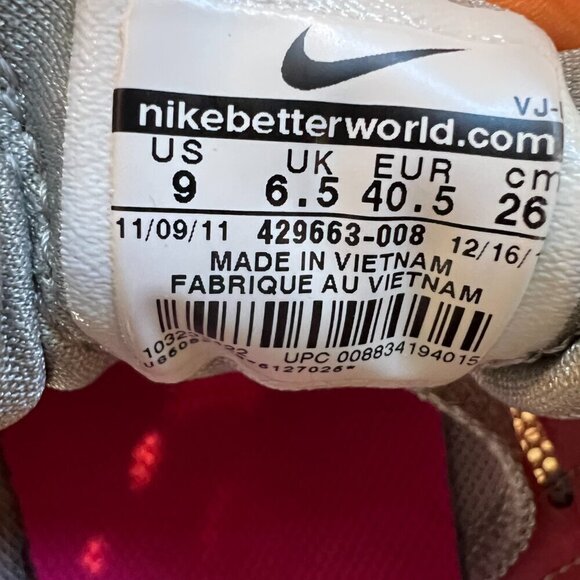 VJ-
nikebetterworld.com
US UK EUR cm
9 6.5 40.5 26
11/09/11 429663-008 12/16/
MADE IN VIETNAM
FABRIQUE AU VIETNAM
UPC 008834194015